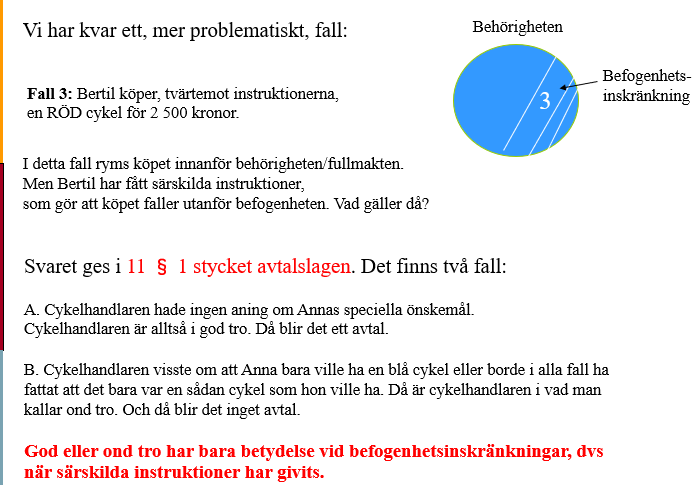 Vi har kvar ett, mer problematiskt, fall:
Behörigheten
Befogenhets-
inskränkning
3
Fall 3: Bertil köper, tvärtemot instruktionerna,
en RÖD cykel för 2 500 kronor.
I detta fall ryms köpet innanför behörigheten/fullmakten.
Men Bertil har fått särskilda instruktioner,
som gör att köpet faller utanför befogenheten. Vad gäller då?
Svaret ges i 11 § 1 stycket avtalslagen. Det finns två fall:
A. Cykelhandlaren hade ingen aning om Annas speciella önskemål.
Cykelhandlaren är alltså i god tro. Då blir det ett avtal.
B. Cykelhandlaren visste om att Anna bara ville ha en blå cykel eller borde i alla fall ha
fattat att det bara var en sådan cykel som hon ville ha. Då är cykelhandlaren i vad man
kallar ond tro. Och då blir det inget avtal.
God eller ond tro har bara betydelse vid befogenhetsinskränkningar, dvs
när särskilda instruktioner har givits.